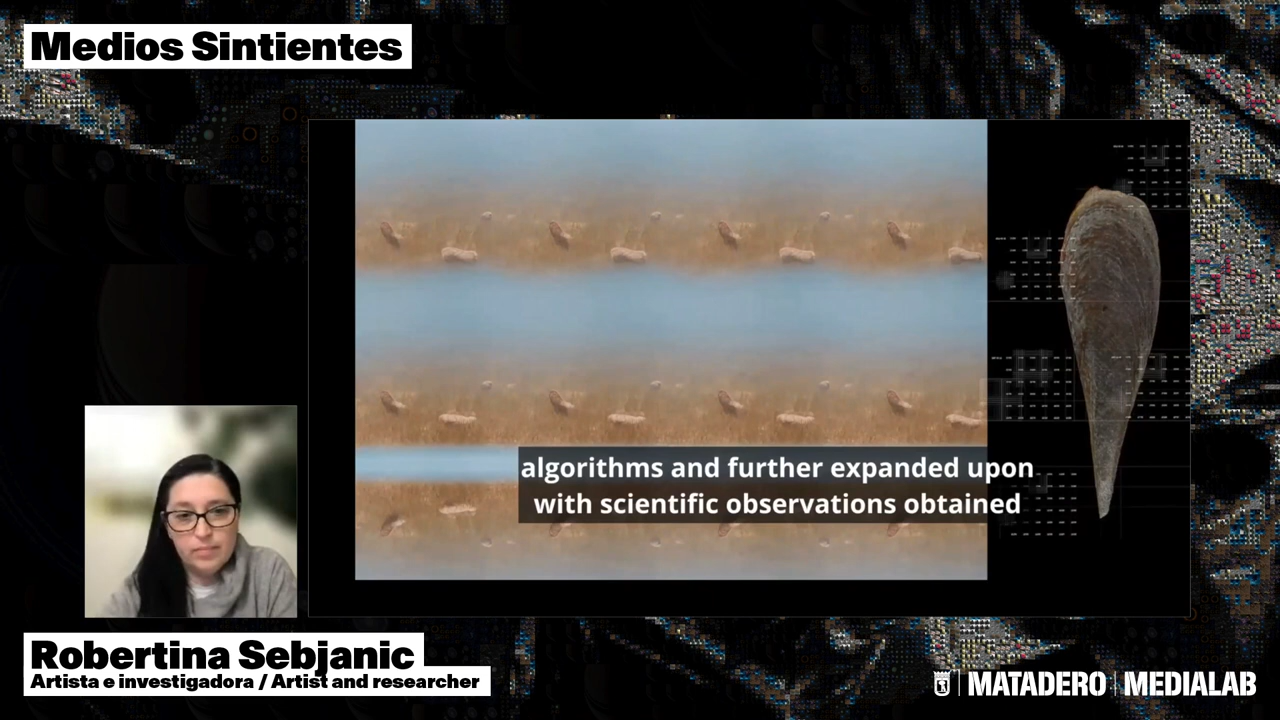 Medios Sintientes
algorithms and further expanded upon
with scientific observations obtained
Robertina Sebjanic
Artista e investigadora / Artist and researcher
MATADERO MEDIALAB